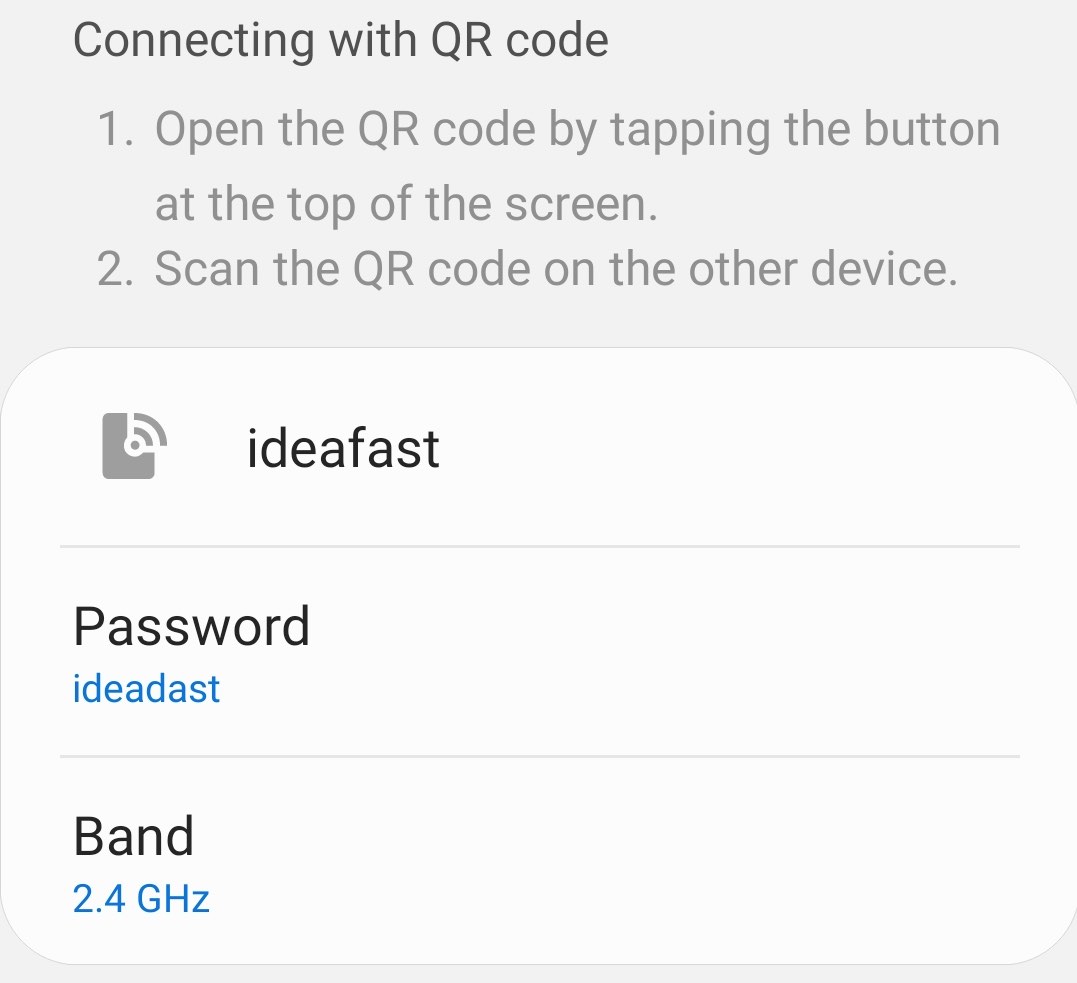 Connecting with QR code
1. Open the QR code by tapping the button
at the top of the screen.
2. Scan the QR code on the other device.
ideafast
Password
ideadast
Band
2.4 GHz